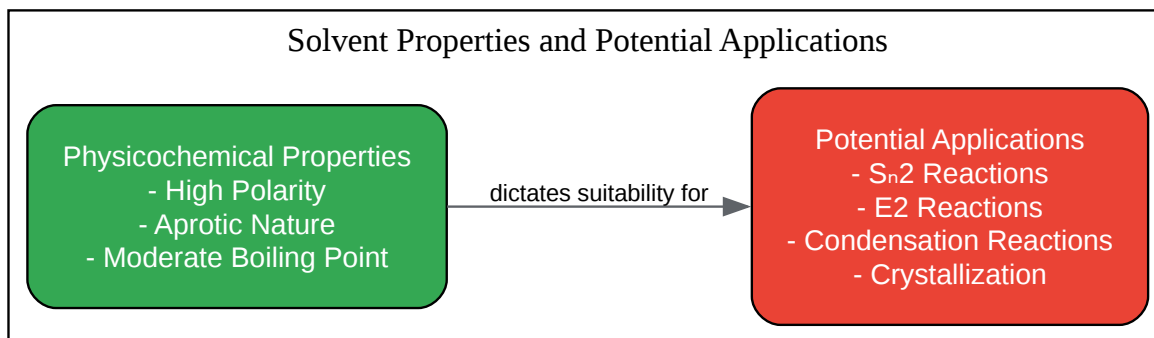 Solvent Properties and Potential Applications
Physicochemical Properties
- High Polarity
- Aprotic Nature
- Moderate Boiling Point
dictates suitability for
Potential Applications
- Sₙ2 Reactions
- E2 Reactions
- Condensation Reactions
- Crystallization